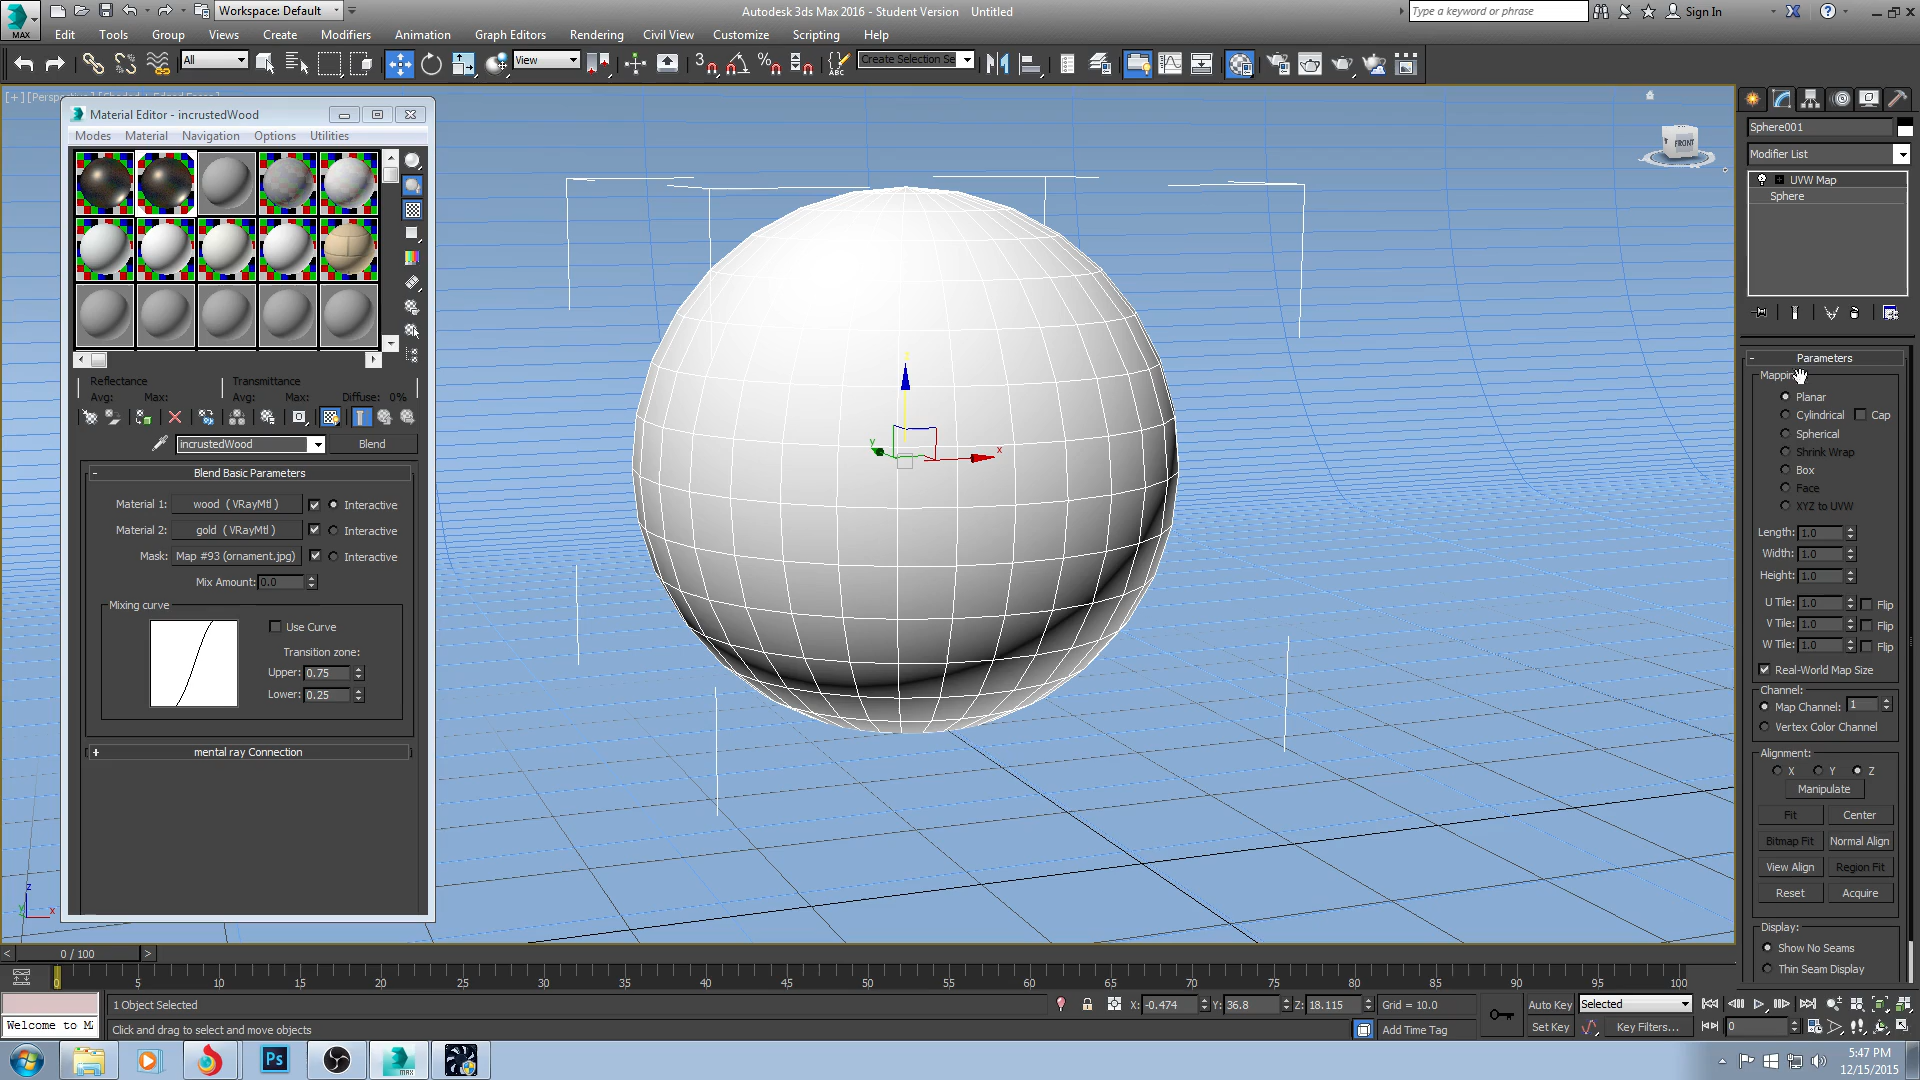 MAX
Workspace: Default
Autodesk 3ds Max 2016 - Student Version Untitled
Type a keyword or phrase
Sign In
Edit Tools Group Views Create Modifiers Animation Graph Editors Rendering Civil View Customize Scripting Help
All
View
3
ABC
Create Selection Se
Material Editor - incrustedWood
Modes Material Navigation Options Utilities
Reflectance
Avg: Max:
Transmittance
Avg: Max: Diffuse: 0%
incrustedWood
Blend
- Blend Basic Parameters
Material 1: wood ( VRayMtl ) Interactive
Material 2: gold ( VRayMtl ) Interactive
Mask: Map #93 (ornament.jpg) Interactive
Mix Amount: 0.0
Mixing curve
Use Curve
Transition zone:
Upper: 0.75
Lower: 0.25
+ mental ray Connection
y
x
FRONT
z
x
Sphere001
Modifier List
UVW Map
Sphere
- Parameters
Planar
Cylindrical Cap
Spherical
Shrink Wrap
Box
Face
XYZ to UVW
Length: 1.0
Width: 1.0
Height: 1.0
U Tile: 1.0 Flip
V Tile: 1.0 Flip
W Tile: 1.0 Flip
Real-World Map Size
Channel:
Map Channel: 1
Vertex Color Channel
Alignment:
X Y Z
Manipulate
Fit Center
Bitmap Fit Normal Align
View Align Region Fit
Reset Acquire
Display:
Show No Seams
Thin Seam Display
< 0 / 100 >
0 5 10 15 20 25 30 35 40 45 50 55 60 65 70 75 80 85 90 95 100
1 Object Selected
X: -0.474 Y: 36.8 Z: 18.115 Grid = 10.0
Auto Key Selected
Welcome to M
Click and drag to select and move objects
Add Time Tag
Set Key Key Filters... 0
Ps
MAX
5:47 PM
12/15/2015